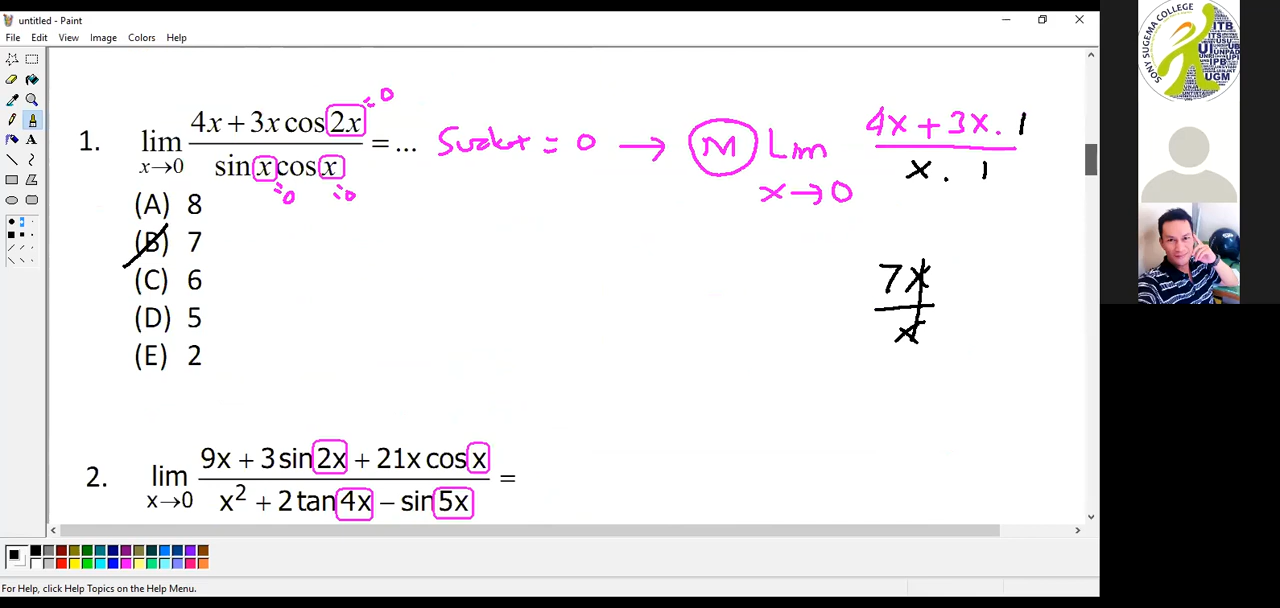 untitled - Paint
File Edit View Image Colors Help
1. lim x→0 (4x + 3x cos 2x) / (sin x cos x) = ... Sudut = 0 → M Lim x→0 (4x + 3x . 1) / (x . 1)
=0
=0 =0
(A) 8
(B) 7
(C) 6
(D) 5
(E) 2
7x / x
2. lim x→0 (9x + 3 sin 2x + 21x cos x) / (x² + 2 tan 4x − sin 5x) =
For Help, click Help Topics on the Help Menu.
SONY SUGEMA COLLEGE
ITB
UI
UNPAD
IPB
UGM